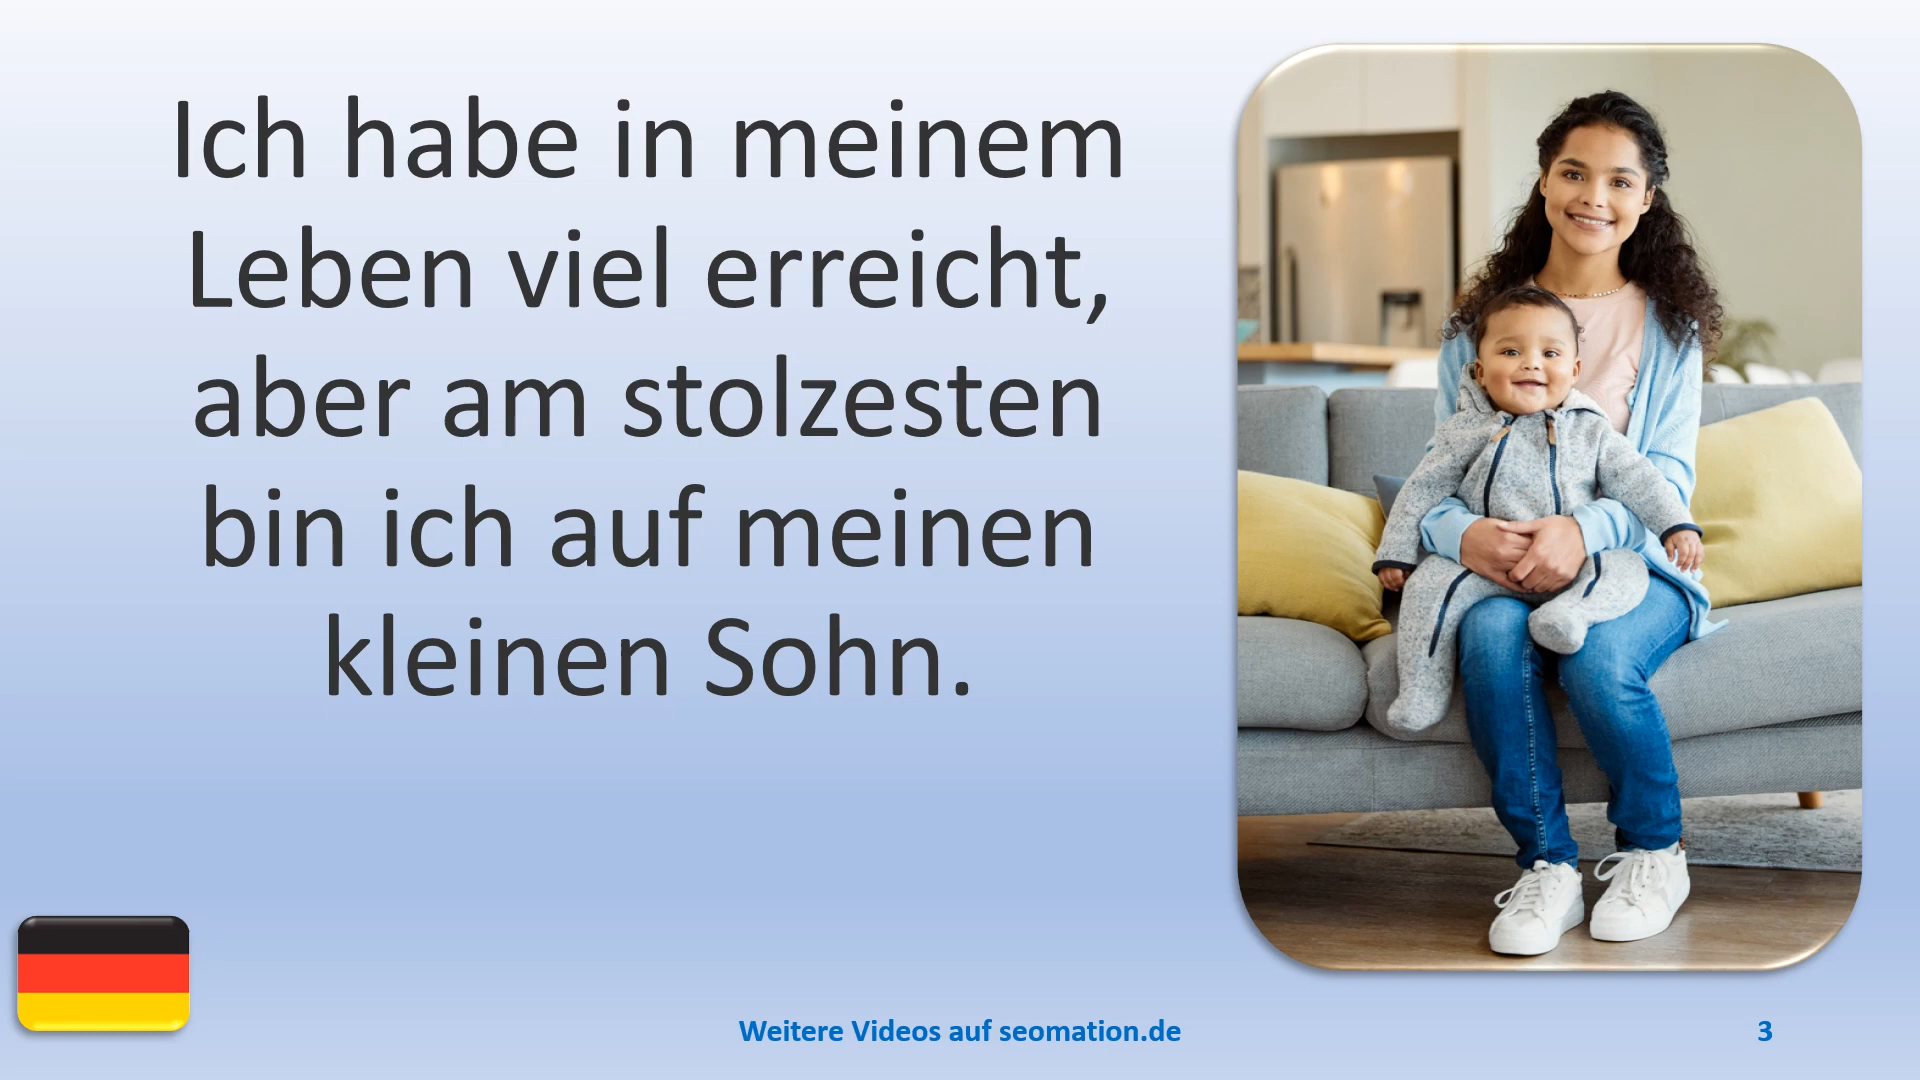 Ich habe in meinem
Leben viel erreicht,
aber am stolzesten
bin ich auf meinen
kleinen Sohn.
Weitere Videos auf seomation.de
3